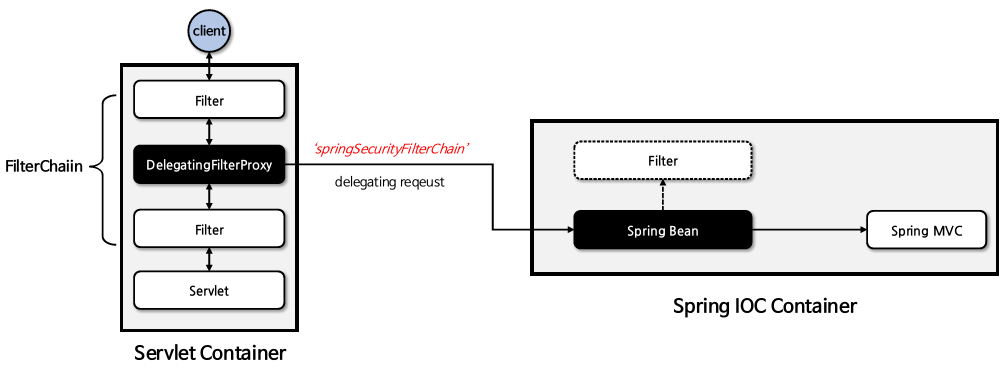 client
Filter
FilterChaiin
DelegatingFilterProxy
Filter
Servlet
Servlet Container
‘springSecurityFilterChain’
delegating reqeust
Filter
Spring Bean
Spring MVC
Spring IOC Container